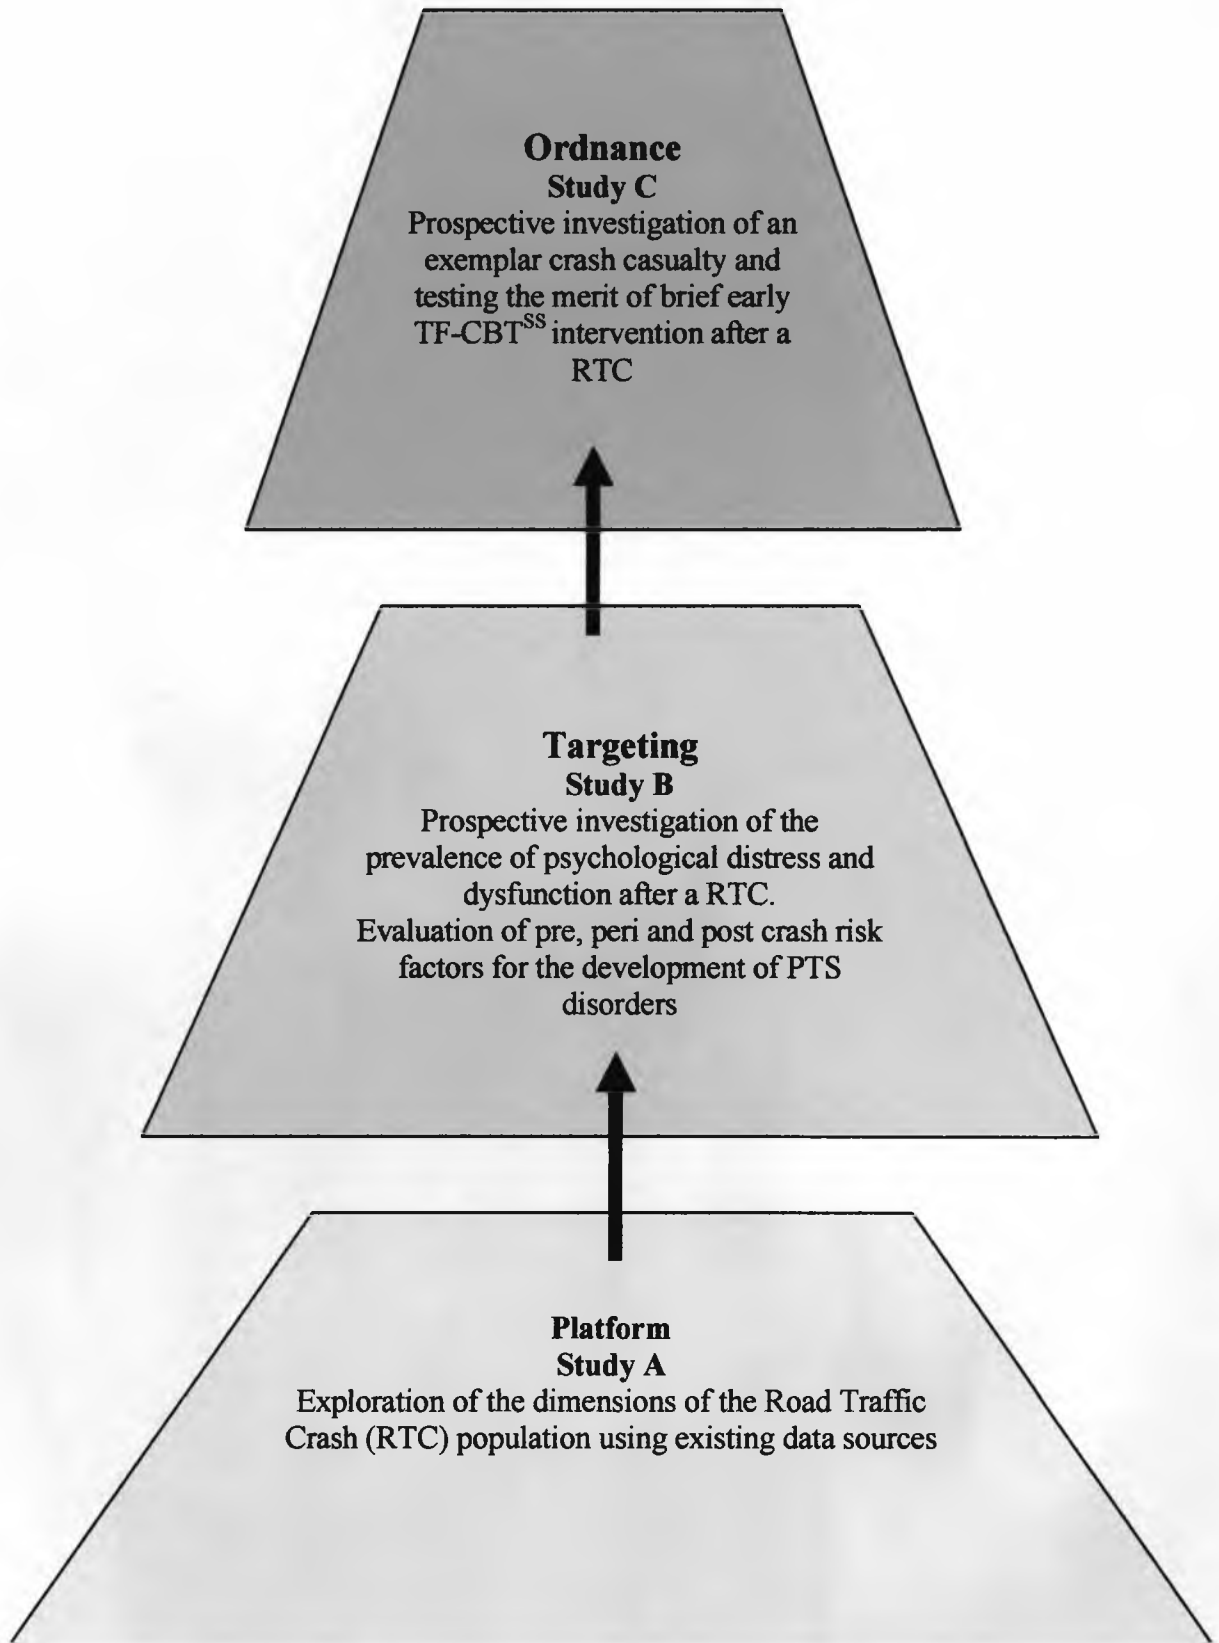 Ordnance
Study C
Prospective investigation of an
exemplar crash casualty and
testing the merit of brief early
TF-CBT^SS intervention after a
RTC
Targeting
Study B
Prospective investigation of the
prevalence of psychological distress and
dysfunction after a RTC.
Evaluation of pre, peri and post crash risk
factors for the development of PTS
disorders
Platform
Study A
Exploration of the dimensions of the Road Traffic
Crash (RTC) population using existing data sources